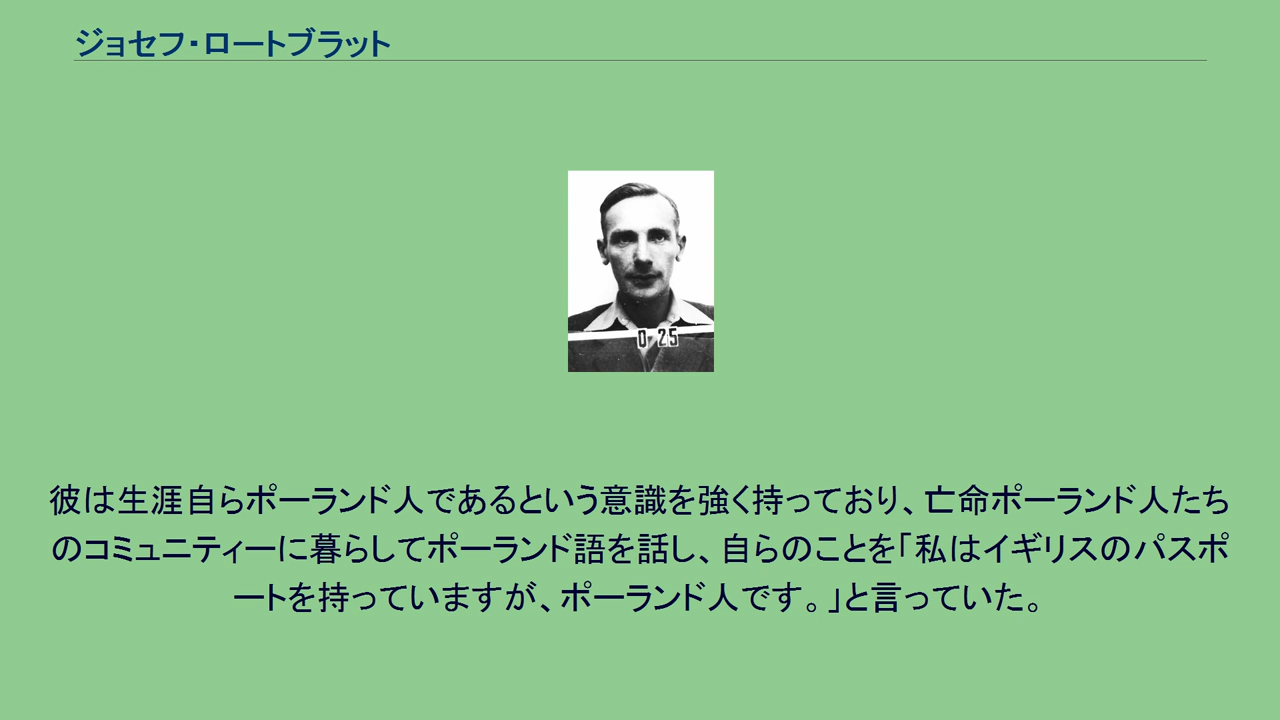 ジョセフ・ロートブラット
O 25
彼は生涯自らポーランド人であるという意識を強く持っており、亡命ポーランド人たち
のコミュニティーに暮らしてポーランド語を話し、自らのことを「私はイギリスのパスポ
ートを持っていますが、ポーランド人です。」と言っていた。